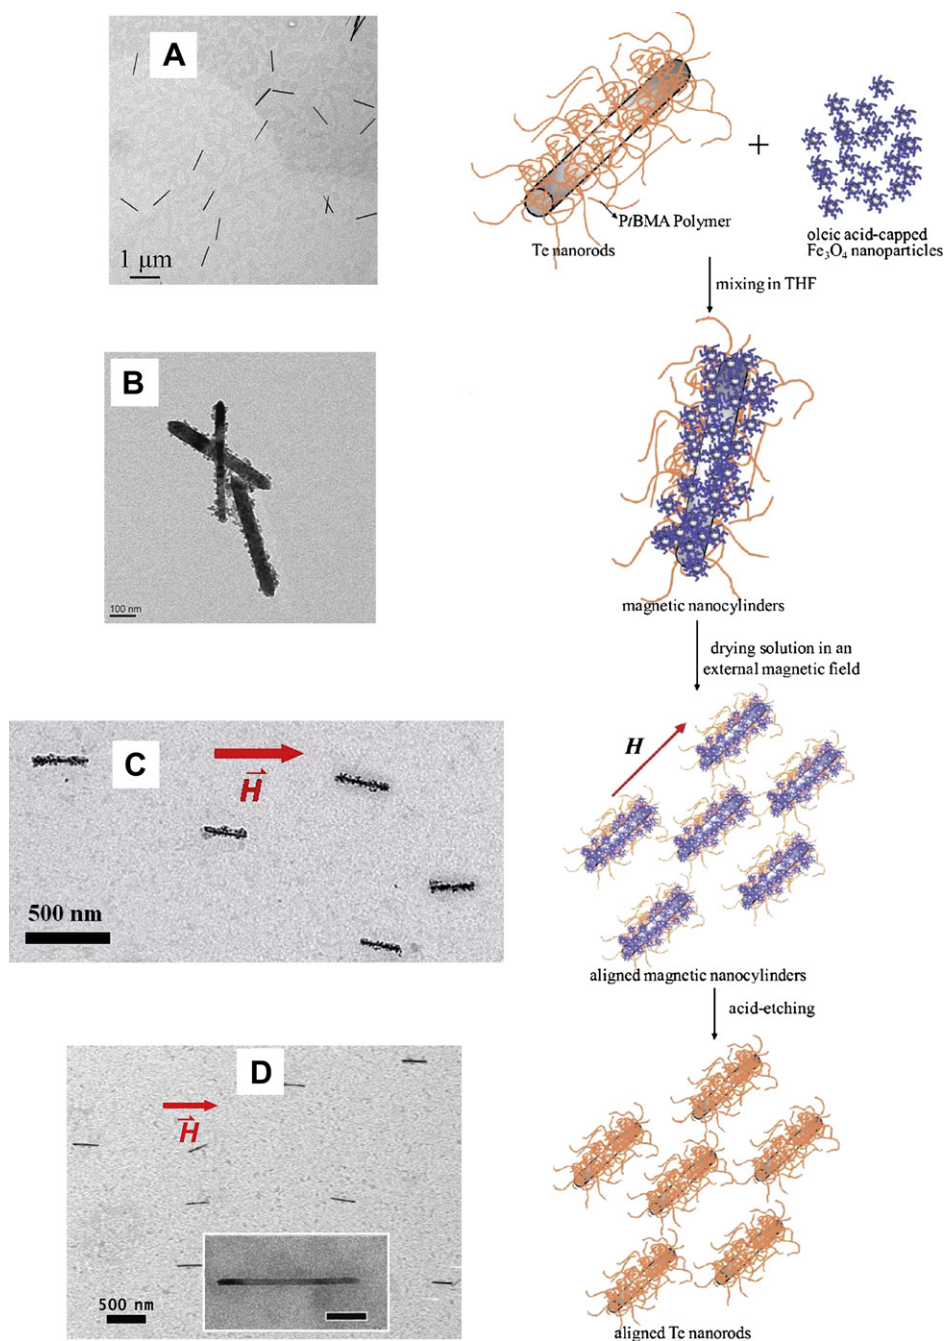 A
1 μm
PtBMA Polymer
Te nanorods
+
oleic acid-capped
Fe₃O₄ nanoparticles
mixing in THF
B
100 nm
magnetic nanocylinders
drying solution in an
external magnetic field
C
H
500 nm
H
aligned magnetic nanocylinders
acid-etching
D
H
500 nm
aligned Te nanorods